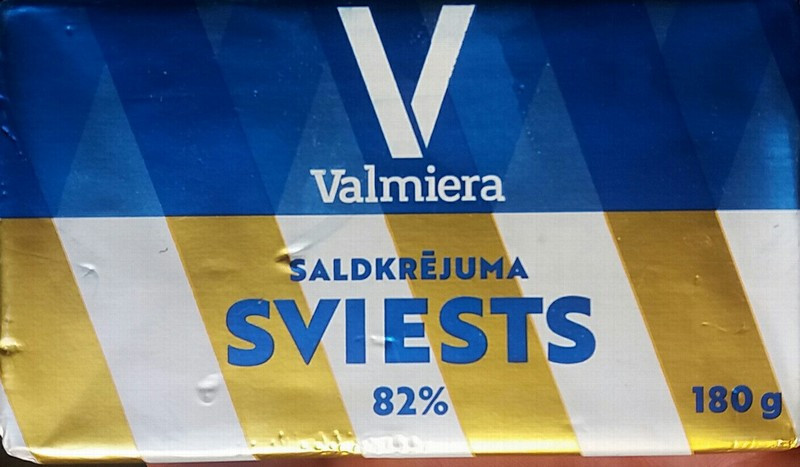 V
Valmiera
SALDKRĒJUMA
SVIESTS
82%
180 g